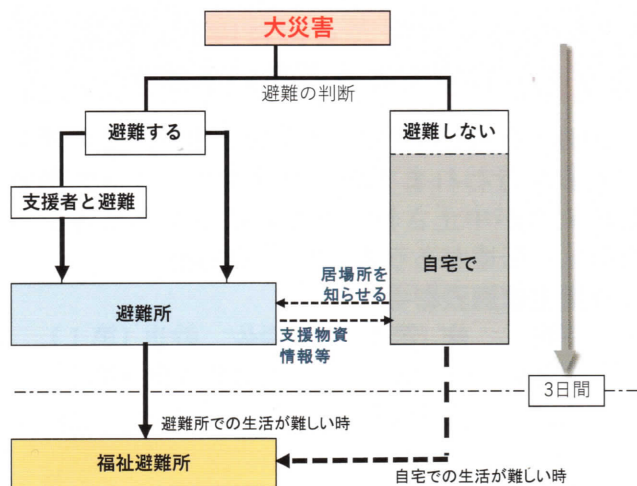 大災害
避難の判断
避難する
避難しない
支援者と避難
自宅で
居場所を
知らせる
避難所
支援物資
情報等
3日間
避難所での生活が難しい時
福祉避難所
自宅での生活が難しい時